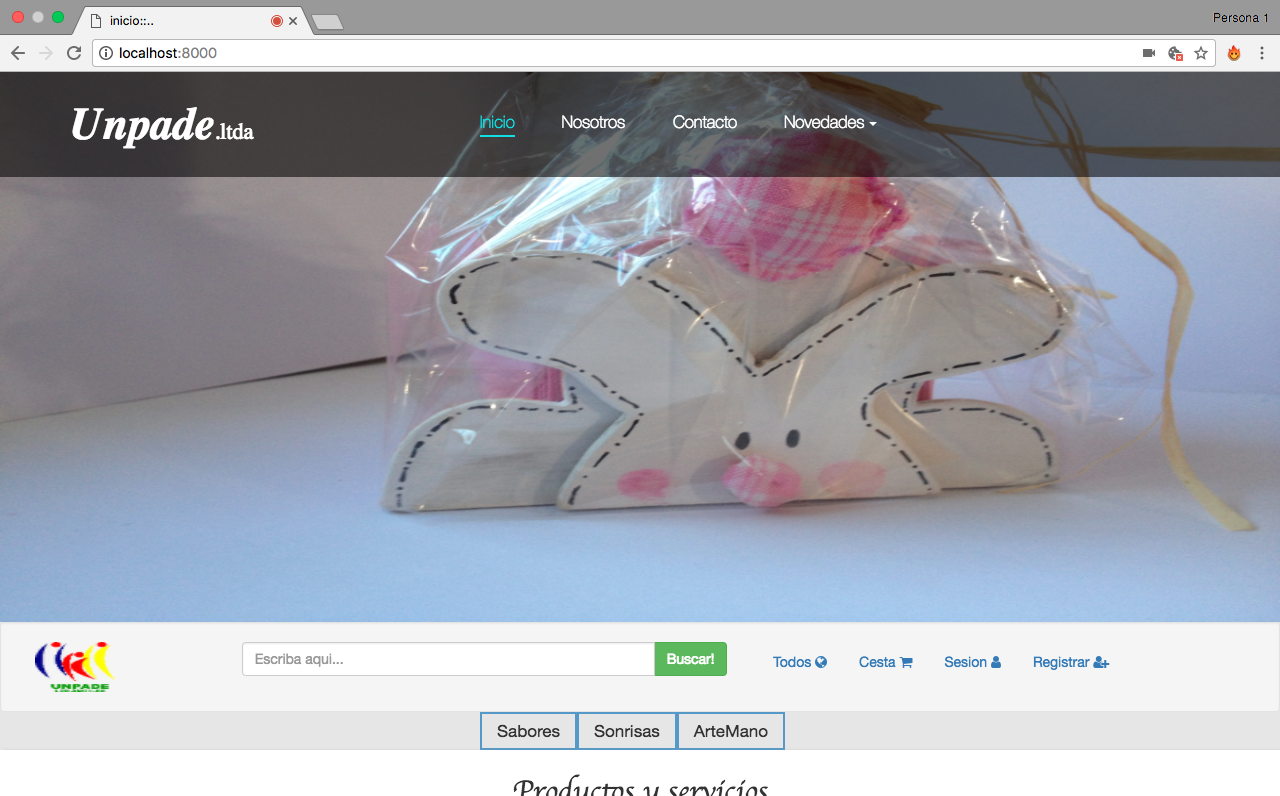 inicio::..
Persona 1
localhost:8000
Unpade.ltda
Inicio Nosotros Contacto Novedades
UNPADE
Escriba aqui... Buscar! Todos Cesta Sesion Registrar
Sabores Sonrisas ArteMano
Productos y servicios